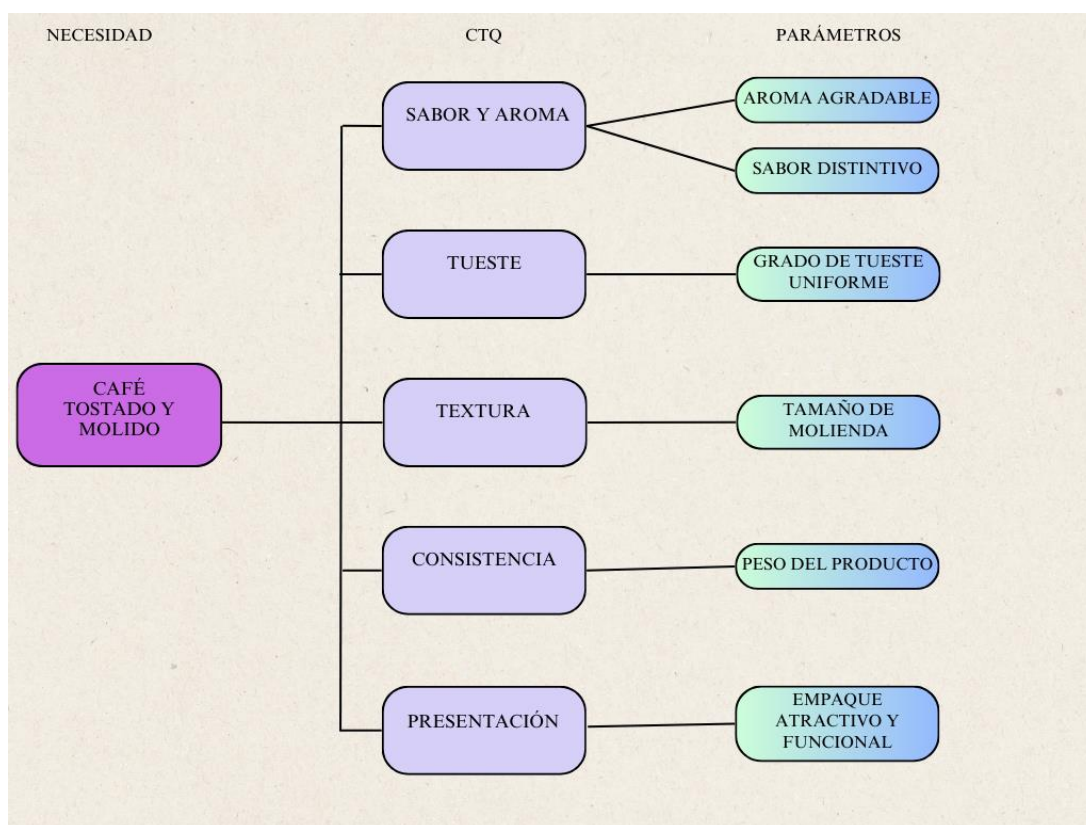 NECESIDAD
CTQ
PARÁMETROS
SABOR Y AROMA
AROMA AGRADABLE
SABOR DISTINTIVO
TUESTE
GRADO DE TUESTE
UNIFORME
CAFÉ
TOSTADO Y
MOLIDO
TEXTURA
TAMAÑO DE
MOLIENDA
CONSISTENCIA
PESO DEL PRODUCTO
PRESENTACIÓN
EMPAQUE
ATRACTIVO Y
FUNCIONAL